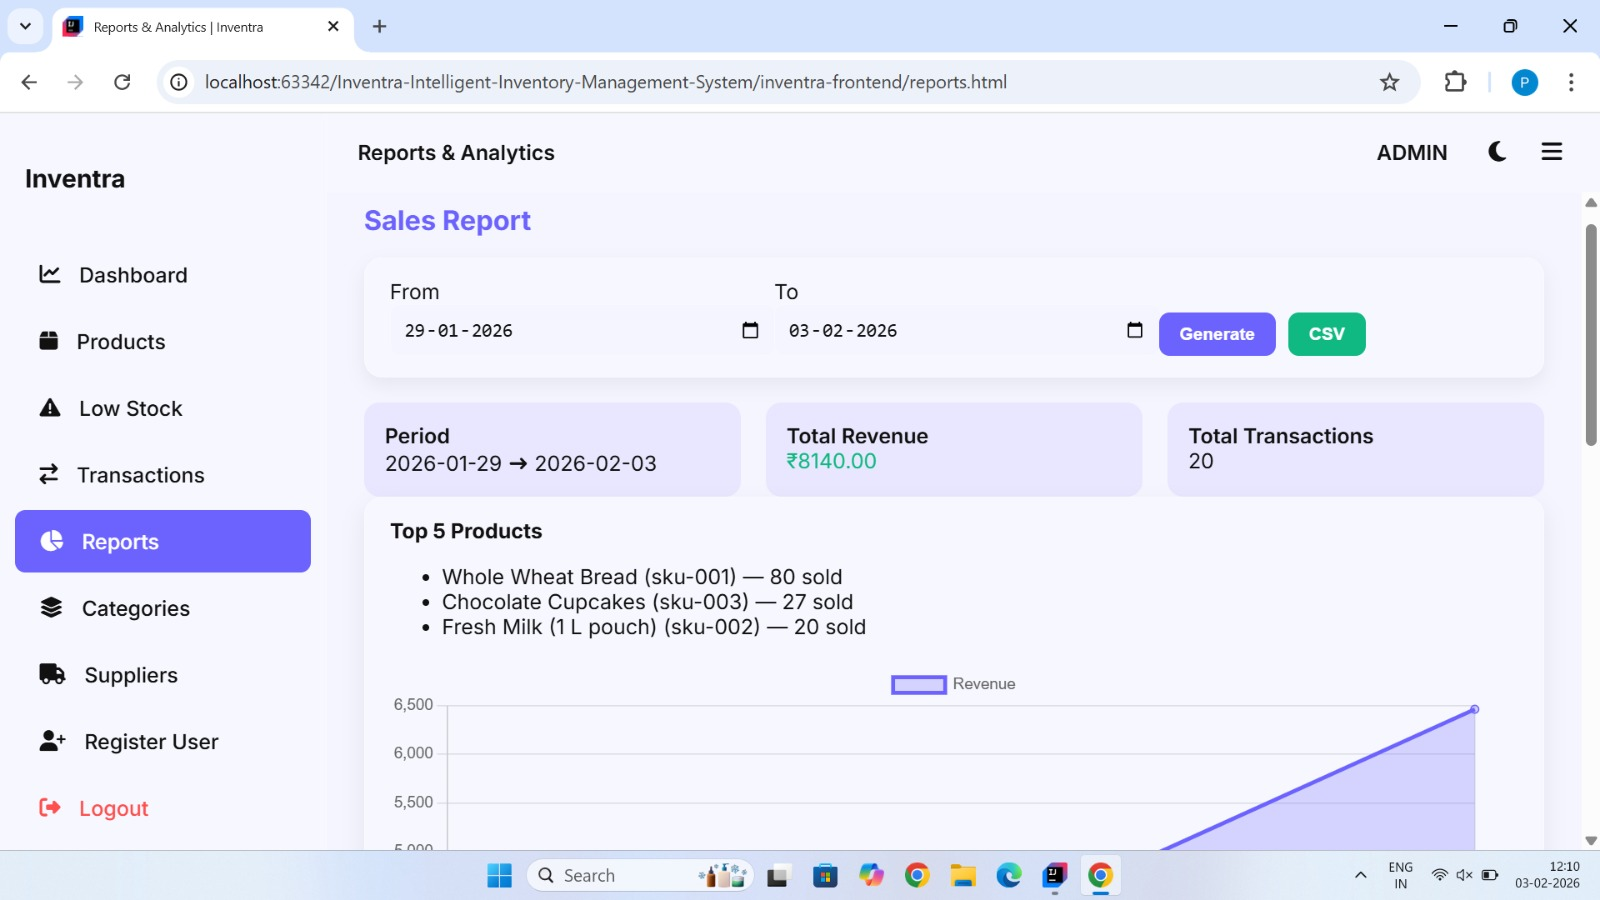 Reports & Analytics | Inventra
localhost:63342/Inventra-Intelligent-Inventory-Management-System/inventra-frontend/reports.html
P
Inventra
Reports & Analytics
ADMIN
Dashboard
Products
Low Stock
Transactions
Reports
Categories
Suppliers
Register User
Logout
Sales Report
From
To
29-01-2026
03-02-2026
Generate
CSV
Period
2026-01-29 ➜ 2026-02-03
Total Revenue
₹8140.00
Total Transactions
20
Top 5 Products
• Whole Wheat Bread (sku-001) — 80 sold
• Chocolate Cupcakes (sku-003) — 27 sold
• Fresh Milk (1 L pouch) (sku-002) — 20 sold
Revenue
6,500
6,000
5,500
5,000
Search
ENG
IN
12:10
03-02-2026